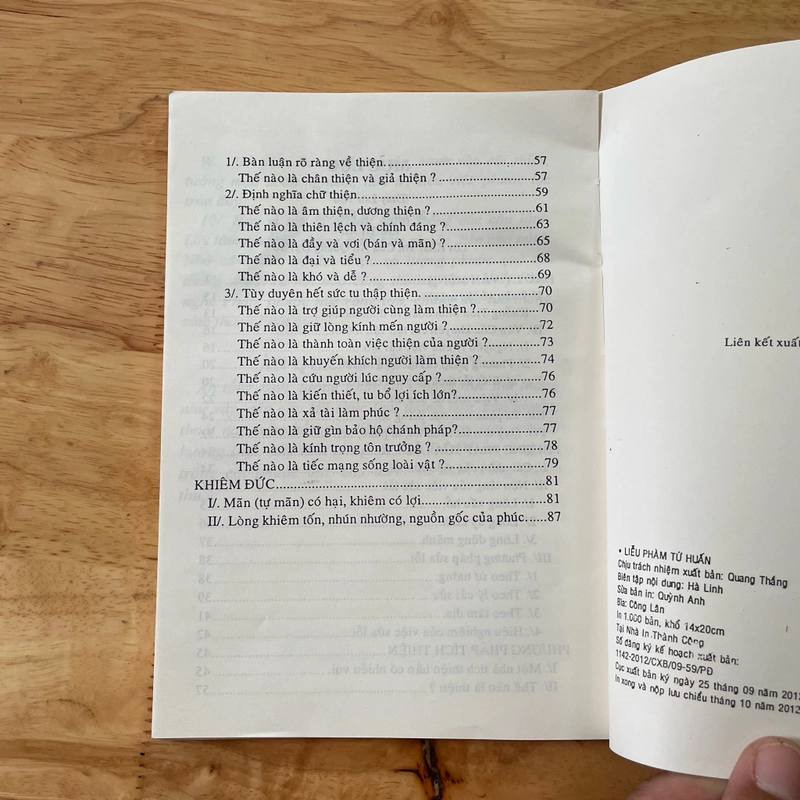 1/. Bàn luận rõ ràng về thiện.............................57
Thế nào là chân thiện và giả thiện ?....................57
2/. Định nghĩa chữ thiện....................................59
Thế nào là âm thiện, dương thiện ?......................61
Thế nào là thiên lệch và chính đáng ?...................63
Thế nào là đầy và vơi (bán và mãn) ?....................65
Thế nào là đại và tiểu ?................................68
Thế nào là khó và dễ ?..................................69
3/. Tùy duyên hết sức tu thập thiện. .......................70
Thế nào là trợ giúp người cùng làm thiện ?..............70
Thế nào là giữ lòng kính mến người ?....................72
Thế nào là thành toàn việc thiện của người ?............73
Thế nào là khuyến khích người làm thiện ?...............74
Thế nào là cứu người lúc nguy cấp ?.....................76
Thế nào là kiến thiết, tu bổ lợi ích lớn?...............76
Thế nào là xả tài làm phúc ?............................77
Thế nào là giữ gìn bảo hộ chánh pháp?...................77
Thế nào là kính trọng tôn trưởng ?......................78
Thế nào là tiếc mạng sống loài vật ?....................79
KHIÊM ĐỨC...................................................81
I/. Mãn (tự mãn) có hại, khiêm có lợi.......................81
II/. Lòng khiêm tốn, nhún nhường, nguồn gốc của phúc......87
Liên kết xuất
• LIỄU PHÀM TỨ HUẤN
Chịu trách nhiệm xuất bản: Quang Thắng
Biên tập nội dung: Hà Linh
Sửa bản in: Quỳnh Anh
Bìa: Công Lân
In 1.000 bản, khổ 14x20cm
Tại Nhà In Thành Công
Số đăng ký kế hoạch xuất bản:
1142-2012/CXB/09-59/PĐ
Cục xuất bản ký ngày 25 tháng 09 năm 2012
In xong và nộp lưu chiểu tháng 10 năm 2012